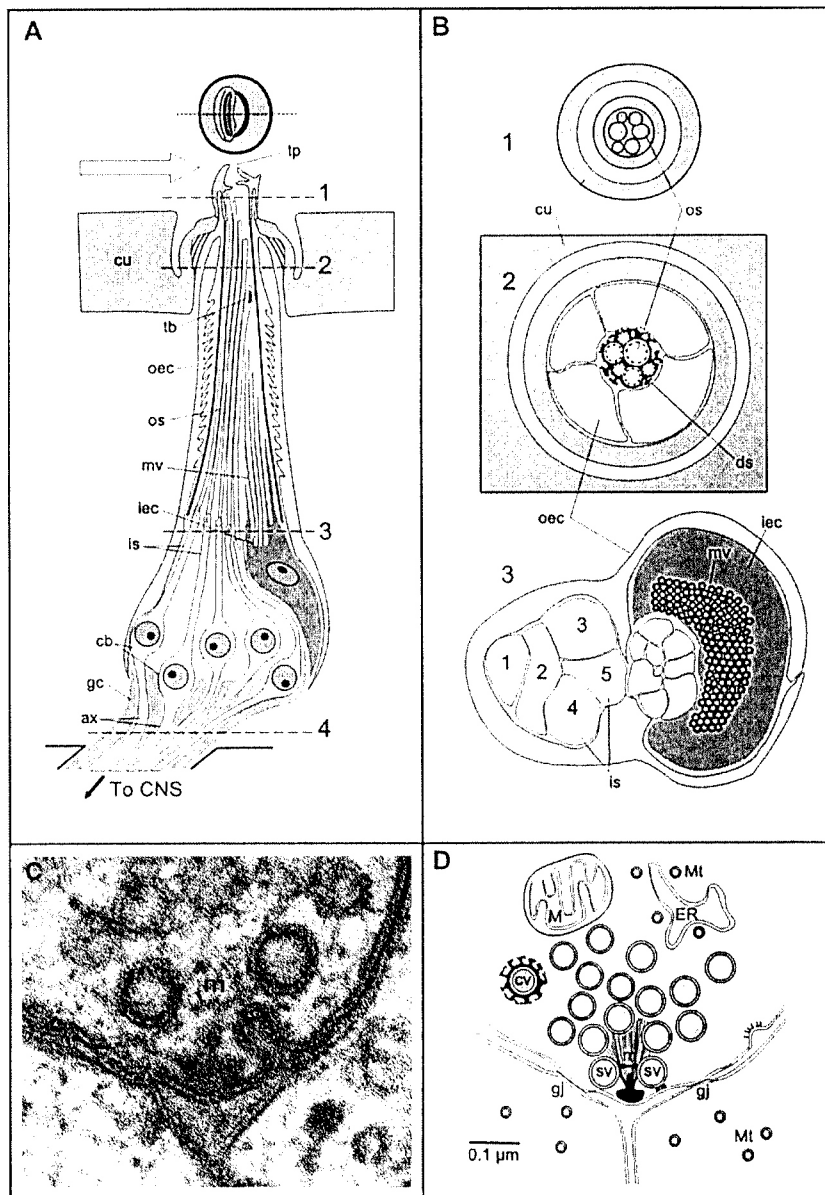 A
tp
1
cu
2
tb
oec
os
mv
iec
is
3
cb
gc
ax
4
To CNS
B
1
cu
os
2
ds
oec
iec
mv
3
3
1
2
5
4
is
C
m
D
M
Mt
ER
cv
sv
sv
gj
gj
Mt
0.1 µm